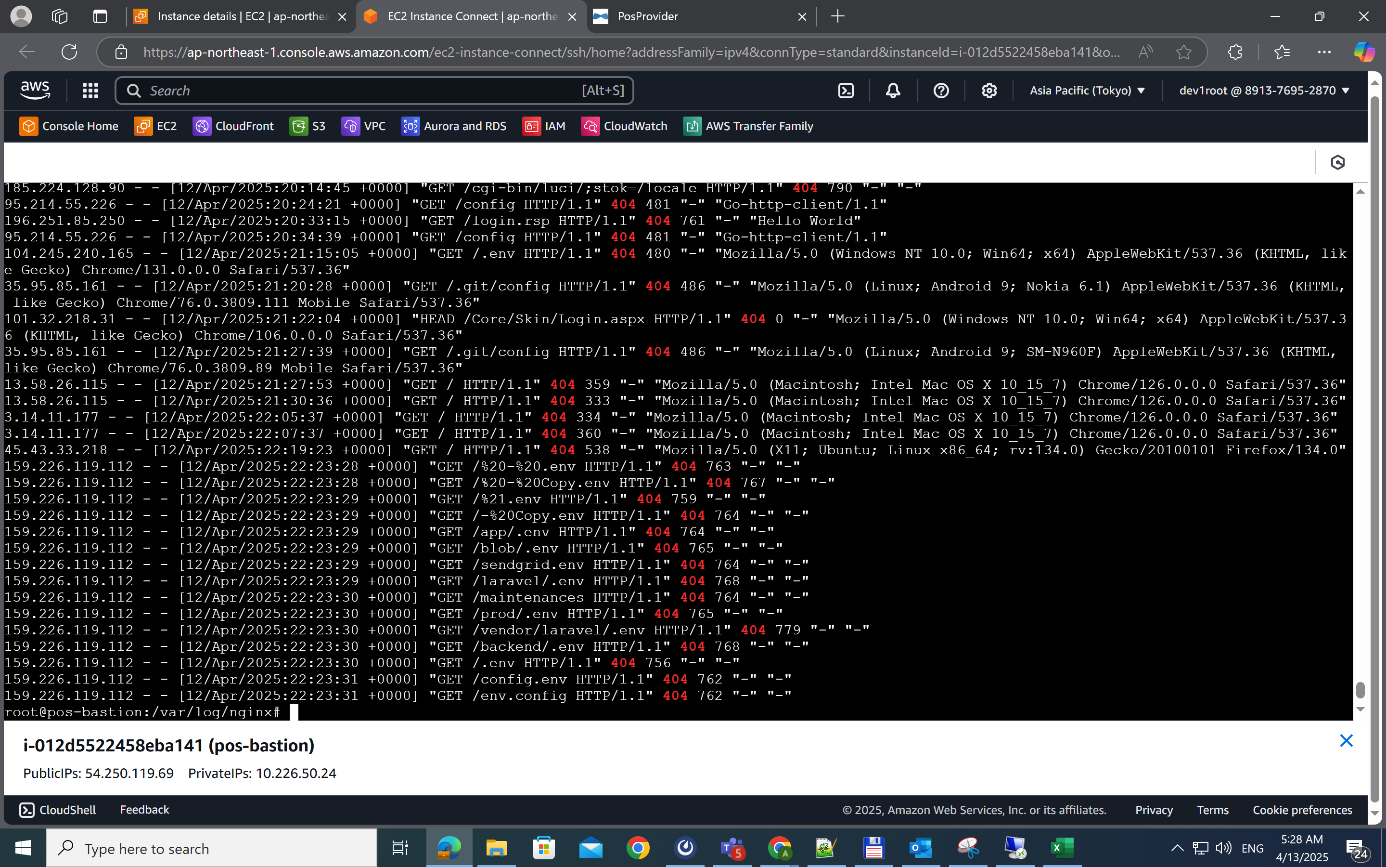 Instance details | EC2 | ap-northea
EC2 Instance Connect | ap-northe
PosProvider
https://ap-northeast-1.console.aws.amazon.com/ec2-instance-connect/ssh/home?addressFamily=ipv4&connType=standard&instanceId=i-012d5522458eba141&o...
aws
Search
[Alt+S]
Asia Pacific (Tokyo)
dev1root @ 8913-7695-2870
Console Home
EC2
CloudFront
S3
VPC
Aurora and RDS
IAM
CloudWatch
AWS Transfer Family
185.224.128.90 - - [12/Apr/2025:20:14:45 +0000] "GET /cgi-bin/luci/;stok=/locale HTTP/1.1" 404 790 "-" "-"
95.214.55.226 - - [12/Apr/2025:20:24:21 +0000] "GET /config HTTP/1.1" 404 481 "-" "Go-http-client/1.1"
196.251.85.250 - - [12/Apr/2025:20:33:15 +0000] "GET /login.rsp HTTP/1.1" 404 761 "-" "Hello World"
95.214.55.226 - - [12/Apr/2025:20:34:39 +0000] "GET /config HTTP/1.1" 404 481 "-" "Go-http-client/1.1"
104.245.240.165 - - [12/Apr/2025:21:15:05 +0000] "GET /.env HTTP/1.1" 404 480 "-" "Mozilla/5.0 (Windows NT 10.0; Win64; x64) AppleWebKit/537.36 (KHTML, lik
e Gecko) Chrome/131.0.0.0 Safari/537.36"
35.95.85.161 - - [12/Apr/2025:21:20:28 +0000] "GET /.git/config HTTP/1.1" 404 486 "-" "Mozilla/5.0 (Linux; Android 9; Nokia 6.1) AppleWebKit/537.36 (KHTML,
like Gecko) Chrome/76.0.3809.111 Mobile Safari/537.36"
101.32.218.31 - - [12/Apr/2025:21:22:04 +0000] "HEAD /Core/Skin/Login.aspx HTTP/1.1" 404 0 "-" "Mozilla/5.0 (Windows NT 10.0; Win64; x64) AppleWebKit/537.3
6 (KHTML, like Gecko) Chrome/106.0.0.0 Safari/537.36"
35.95.85.161 - - [12/Apr/2025:21:27:39 +0000] "GET /.git/config HTTP/1.1" 404 486 "-" "Mozilla/5.0 (Linux; Android 9; SM-N960F) AppleWebKit/537.36 (KHTML,
like Gecko) Chrome/76.0.3809.89 Mobile Safari/537.36"
13.58.26.115 - - [12/Apr/2025:21:27:53 +0000] "GET / HTTP/1.1" 404 359 "-" "Mozilla/5.0 (Macintosh; Intel Mac OS X 10_15_7) Chrome/126.0.0.0 Safari/537.36"
13.58.26.115 - - [12/Apr/2025:21:30:36 +0000] "GET / HTTP/1.1" 404 333 "-" "Mozilla/5.0 (Macintosh; Intel Mac OS X 10_15_7) Chrome/126.0.0.0 Safari/537.36"
3.14.11.177 - - [12/Apr/2025:22:05:37 +0000] "GET / HTTP/1.1" 404 334 "-" "Mozilla/5.0 (Macintosh; Intel Mac OS X 10_15_7) Chrome/126.0.0.0 Safari/537.36"
3.14.11.177 - - [12/Apr/2025:22:07:37 +0000] "GET / HTTP/1.1" 404 360 "-" "Mozilla/5.0 (Macintosh; Intel Mac OS X 10_15_7) Chrome/126.0.0.0 Safari/537.36"
45.43.33.218 - - [12/Apr/2025:22:19:23 +0000] "GET / HTTP/1.1" 404 538 "-" "Mozilla/5.0 (X11; Ubuntu; Linux x86_64; rv:134.0) Gecko/20100101 Firefox/134.0"
159.226.119.112 - - [12/Apr/2025:22:23:28 +0000] "GET /%20-%20.env HTTP/1.1" 404 763 "-" "-"
159.226.119.112 - - [12/Apr/2025:22:23:28 +0000] "GET /%20-%20Copy.env HTTP/1.1" 404 767 "-" "-"
159.226.119.112 - - [12/Apr/2025:22:23:29 +0000] "GET /%21.env HTTP/1.1" 404 759 "-" "-"
159.226.119.112 - - [12/Apr/2025:22:23:29 +0000] "GET /-%20Copy.env HTTP/1.1" 404 764 "-" "-"
159.226.119.112 - - [12/Apr/2025:22:23:29 +0000] "GET /app/.env HTTP/1.1" 404 764 "-" "-"
159.226.119.112 - - [12/Apr/2025:22:23:29 +0000] "GET /blob/.env HTTP/1.1" 404 765 "-" "-"
159.226.119.112 - - [12/Apr/2025:22:23:29 +0000] "GET /sendgrid.env HTTP/1.1" 404 764 "-" "-"
159.226.119.112 - - [12/Apr/2025:22:23:29 +0000] "GET /laravel/.env HTTP/1.1" 404 768 "-" "-"
159.226.119.112 - - [12/Apr/2025:22:23:30 +0000] "GET /maintenances HTTP/1.1" 404 764 "-" "-"
159.226.119.112 - - [12/Apr/2025:22:23:30 +0000] "GET /prod/.env HTTP/1.1" 404 765 "-" "-"
159.226.119.112 - - [12/Apr/2025:22:23:30 +0000] "GET /vendor/laravel/.env HTTP/1.1" 404 779 "-" "-"
159.226.119.112 - - [12/Apr/2025:22:23:30 +0000] "GET /backend/.env HTTP/1.1" 404 768 "-" "-"
159.226.119.112 - - [12/Apr/2025:22:23:30 +0000] "GET /.env HTTP/1.1" 404 756 "-" "-"
159.226.119.112 - - [12/Apr/2025:22:23:31 +0000] "GET /config.env HTTP/1.1" 404 762 "-" "-"
159.226.119.112 - - [12/Apr/2025:22:23:31 +0000] "GET /env.config HTTP/1.1" 404 762 "-" "-"
root@pos-bastion:/var/log/nginx#
i-012d5522458eba141 (pos-bastion)
PublicIPs: 54.250.119.69 PrivateIPs: 10.226.50.24
CloudShell
Feedback
© 2025, Amazon Web Services, Inc. or its affiliates.
Privacy
Terms
Cookie preferences
Type here to search
ENG
5:28 AM
4/13/2025
24